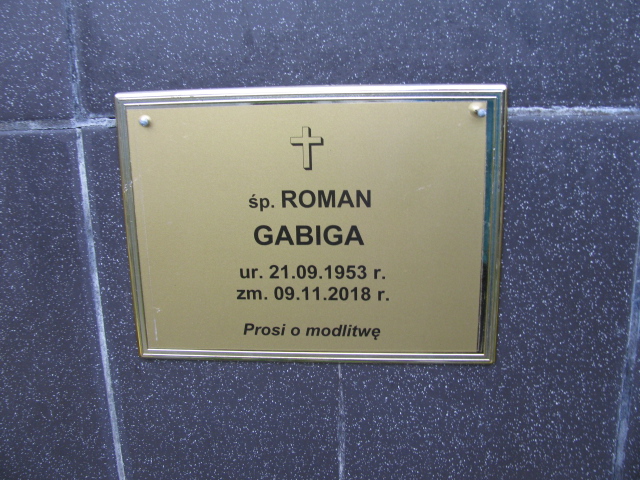 śp. ROMAN
GABIGA
ur. 21.09.1953 r.
zm. 09.11.2018 r.
Prosi o modlitwę